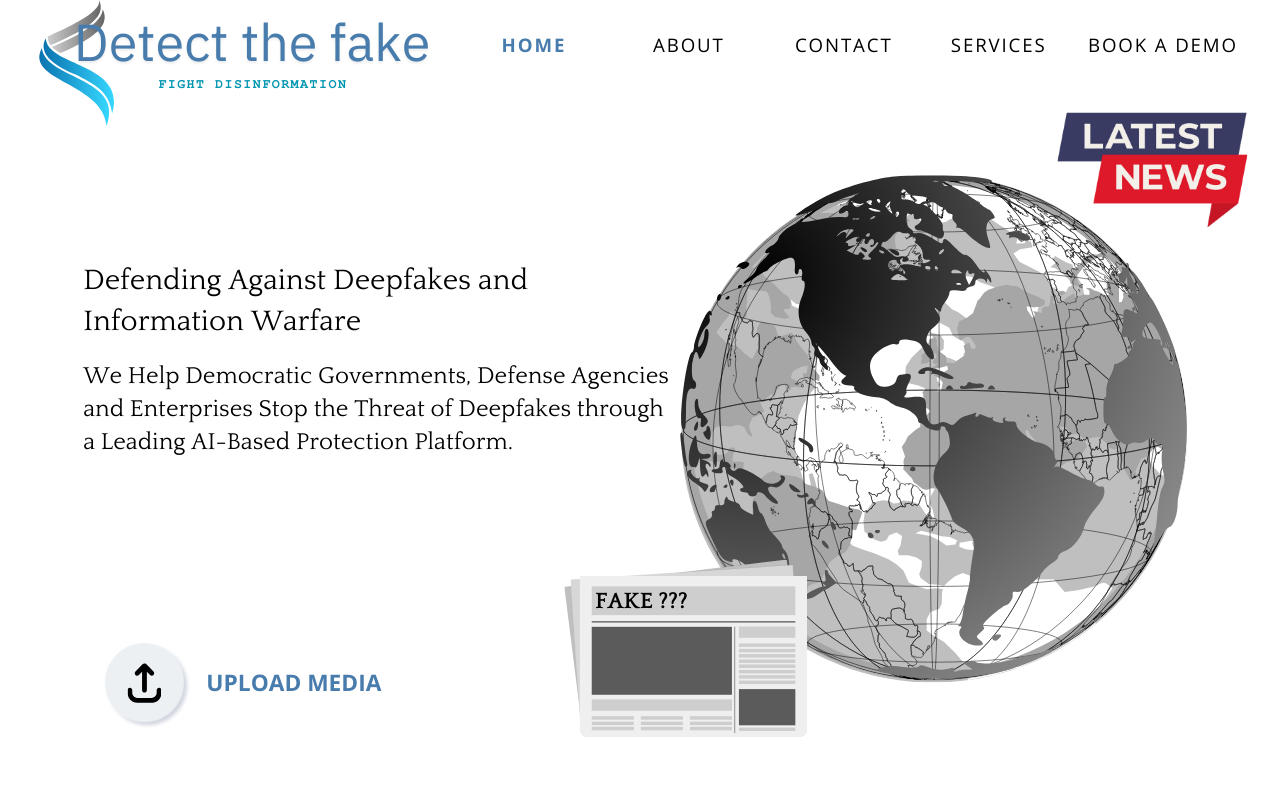 Detect the fake
FIGHT DISINFORMATION
HOME
ABOUT
CONTACT
SERVICES
BOOK A DEMO
LATEST
NEWS
Defending Against Deepfakes and
Information Warfare
We Help Democratic Governments, Defense Agencies
and Enterprises Stop the Threat of Deepfakes through
a Leading AI-Based Protection Platform.
FAKE ???
UPLOAD MEDIA